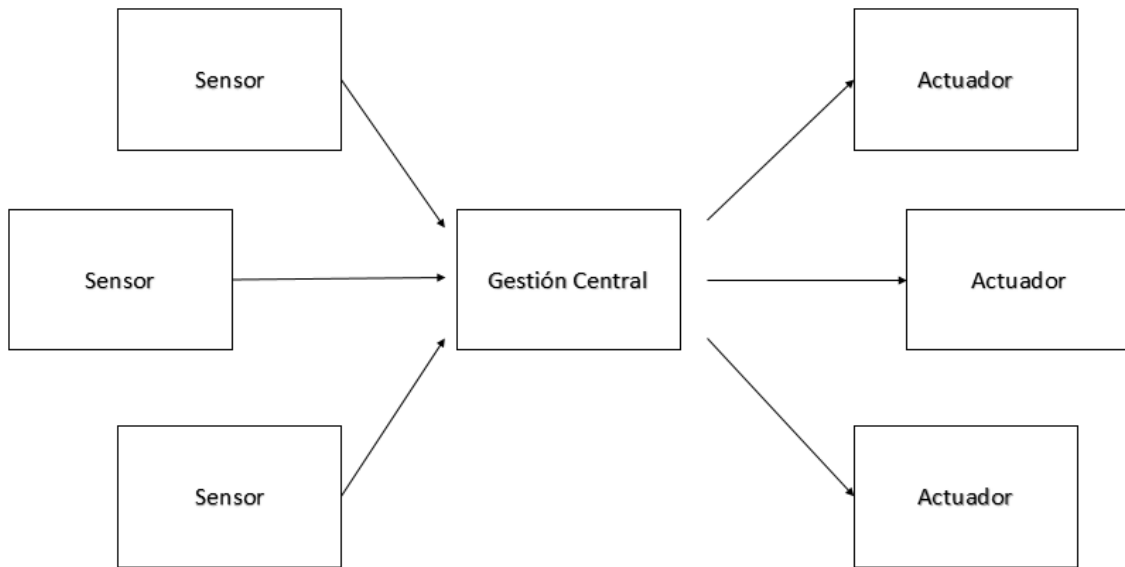 Sensor
Actuador
Sensor
Gestión Central
Actuador
Sensor
Actuador